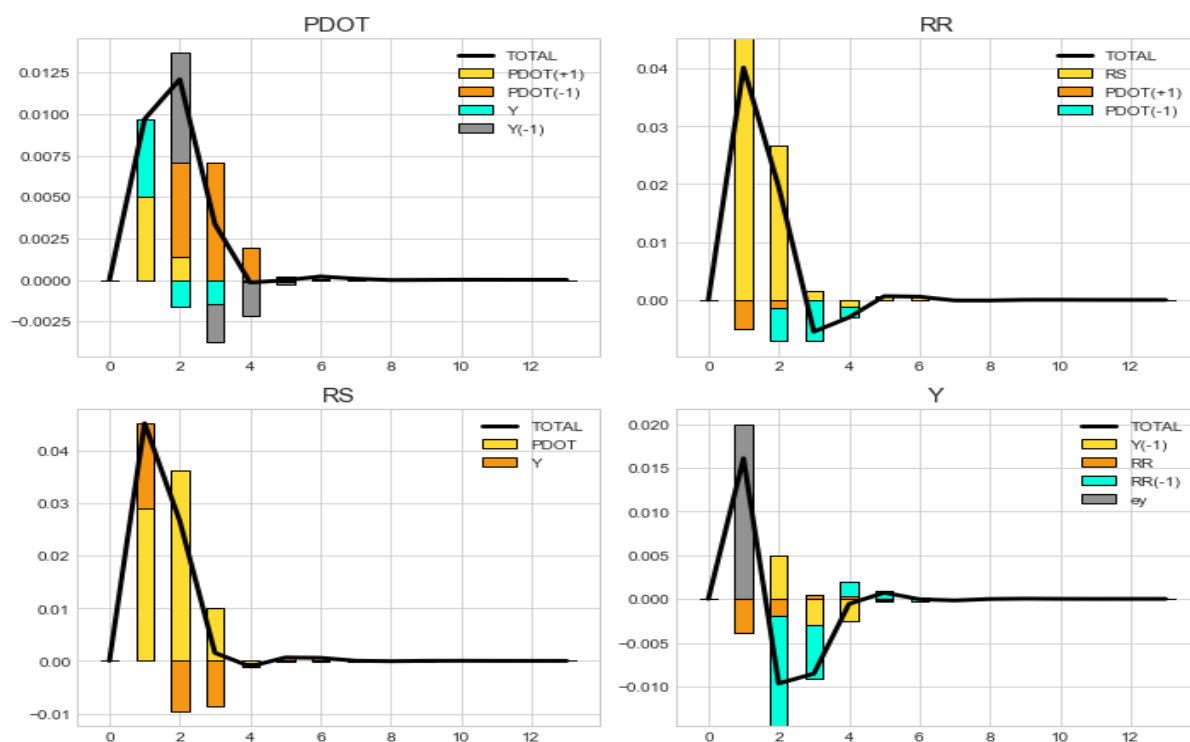 PDOT
TOTAL
PDOT(+1)
PDOT(-1)
Y
Y(-1)
0.0125
0.0100
0.0075
0.0050
0.0025
0.0000
−0.0025
0 2 4 6 8 10 12
RR
TOTAL
RS
PDOT(+1)
PDOT(-1)
0.04
0.03
0.02
0.01
0.00
0 2 4 6 8 10 12
RS
TOTAL
PDOT
Y
0.04
0.03
0.02
0.01
0.00
−0.01
0 2 4 6 8 10 12
Y
TOTAL
Y(-1)
RR
RR(-1)
ey
0.020
0.015
0.010
0.005
0.000
−0.005
−0.010
0 2 4 6 8 10 12